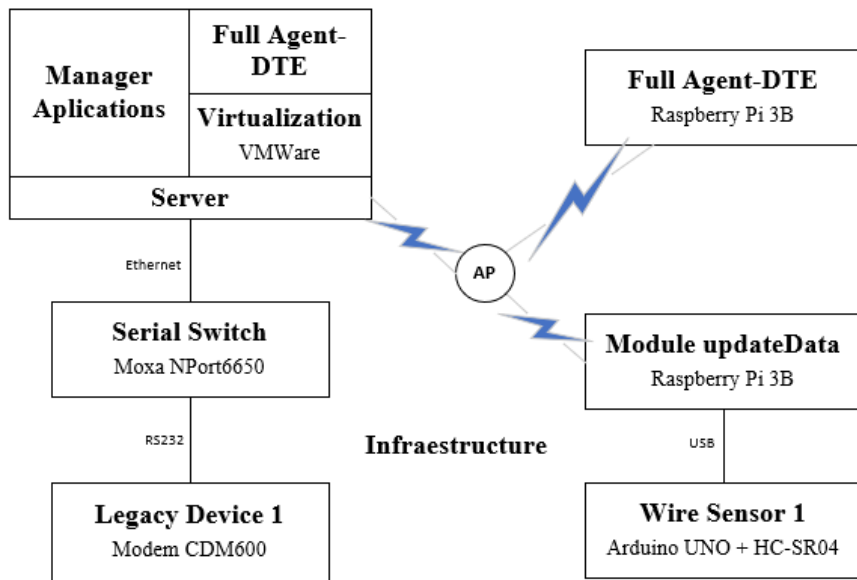 Manager
Aplications
Full Agent-
DTE
Virtualization
VMWare
Server
Full Agent-DTE
Raspberry Pi 3B
Ethernet
AP
Serial Switch
Moxa NPort6650
Module updateData
Raspberry Pi 3B
RS232
Infraestructure
USB
Legacy Device 1
Modem CDM600
Wire Sensor 1
Arduino UNO + HC-SR04